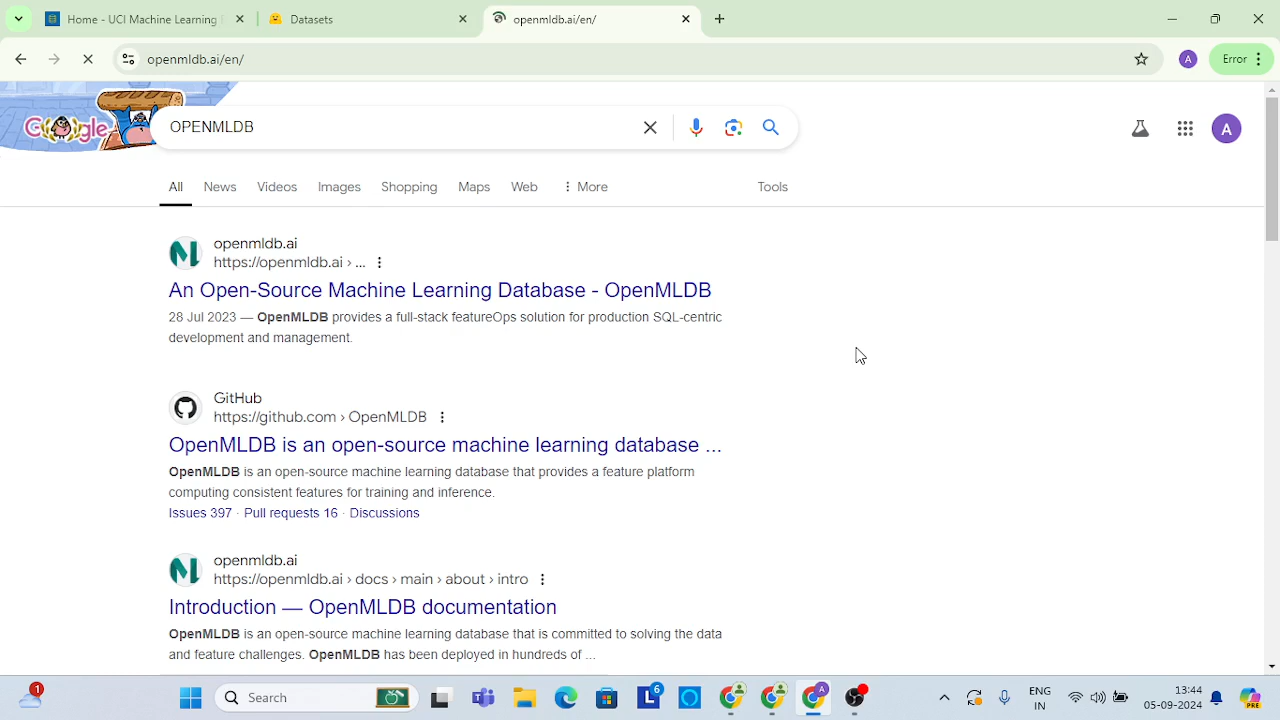 Home - UCI Machine Learning
Datasets
openmldb.ai/en/
openmldb.ai/en/
A
Error
Google
OPENMLDB
A
All
News
Videos
Images
Shopping
Maps
Web
More
Tools
openmldb.ai
https://openmldb.ai › ...
An Open-Source Machine Learning Database - OpenMLDB
28 Jul 2023 — OpenMLDB provides a full-stack featureOps solution for production SQL-centric
development and management.
GitHub
https://github.com › OpenMLDB
OpenMLDB is an open-source machine learning database ...
OpenMLDB is an open-source machine learning database that provides a feature platform
computing consistent features for training and inference.
Issues 397 · Pull requests 16 · Discussions
openmldb.ai
https://openmldb.ai › docs › main › about › intro
Introduction — OpenMLDB documentation
OpenMLDB is an open-source machine learning database that is committed to solving the data
and feature challenges. OpenMLDB has been deployed in hundreds of ...
1
Search
L
6
A
ENG
IN
13:44
05-09-2024
PRE